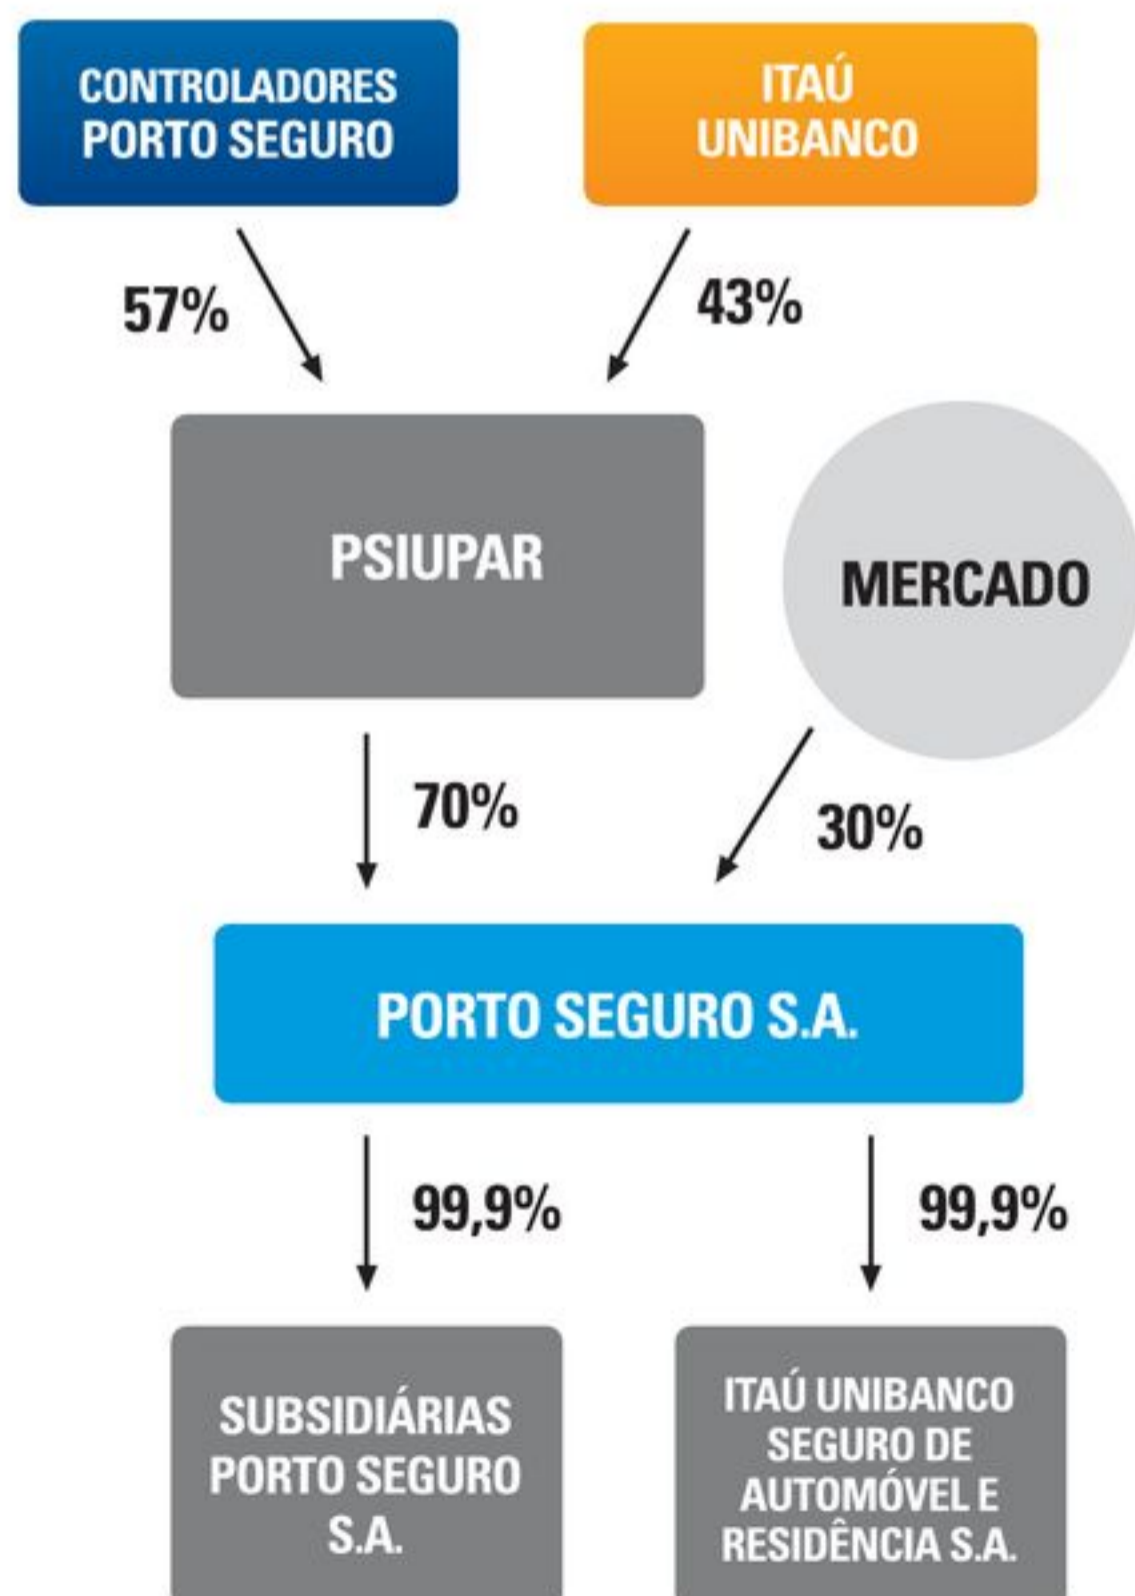 CONTROLADORES
PORTO SEGURO
ITAÚ
UNIBANCO
57%
43%
PSIUPAR
MERCADO
70%
30%
PORTO SEGURO S.A.
99,9%
99,9%
SUBSIDIÁRIAS
PORTO SEGURO
S.A.
ITAÚ UNIBANCO
SEGURO DE
AUTOMÓVEL E
RESIDÊNCIA S.A.